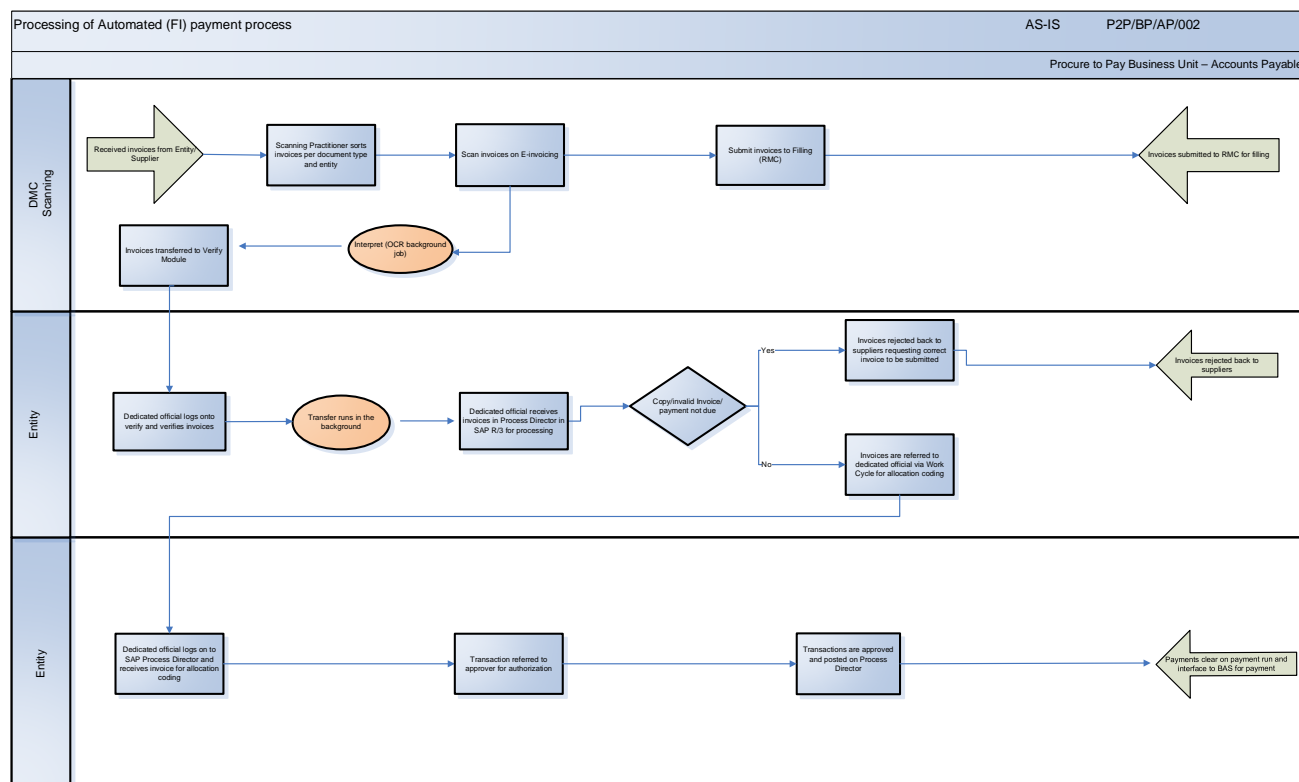 Processing of Automated (FI) payment process
AS-IS
P2P/BP/AP/002
Procure to Pay Business Unit – Accounts Payable
DMC
Scanning
Received invoices from Entity/
Supplier
Scanning Practitioner sorts
invoices per document type
and entity
Scan invoices on E-invoicing
Submit invoices to Filling
(RMC)
Invoices submitted to RMC for filling
Invoices transferred to Verify
Module
Interpret (OCR background
job)
Entity
Dedicated official logs onto
verify and verifies invoices
Transfer runs in the
background
Dedicated official receives
invoices in Process Director in
SAP R/3 for processing
Copy/invalid Invoice/
payment not due
Yes
Invoices rejected back to
suppliers requesting correct
invoice to be submitted
Invoices rejected back to
suppliers
No
Invoices are referred to
dedicated official via Work
Cycle for allocation coding
Entity
Dedicated official logs on to
SAP Process Director and
receives invoice for allocation
coding
Transaction referred to
approver for authorization
Transactions are approved
and posted on Process
Director
Payments clear on payment run and
interface to BAS for payment